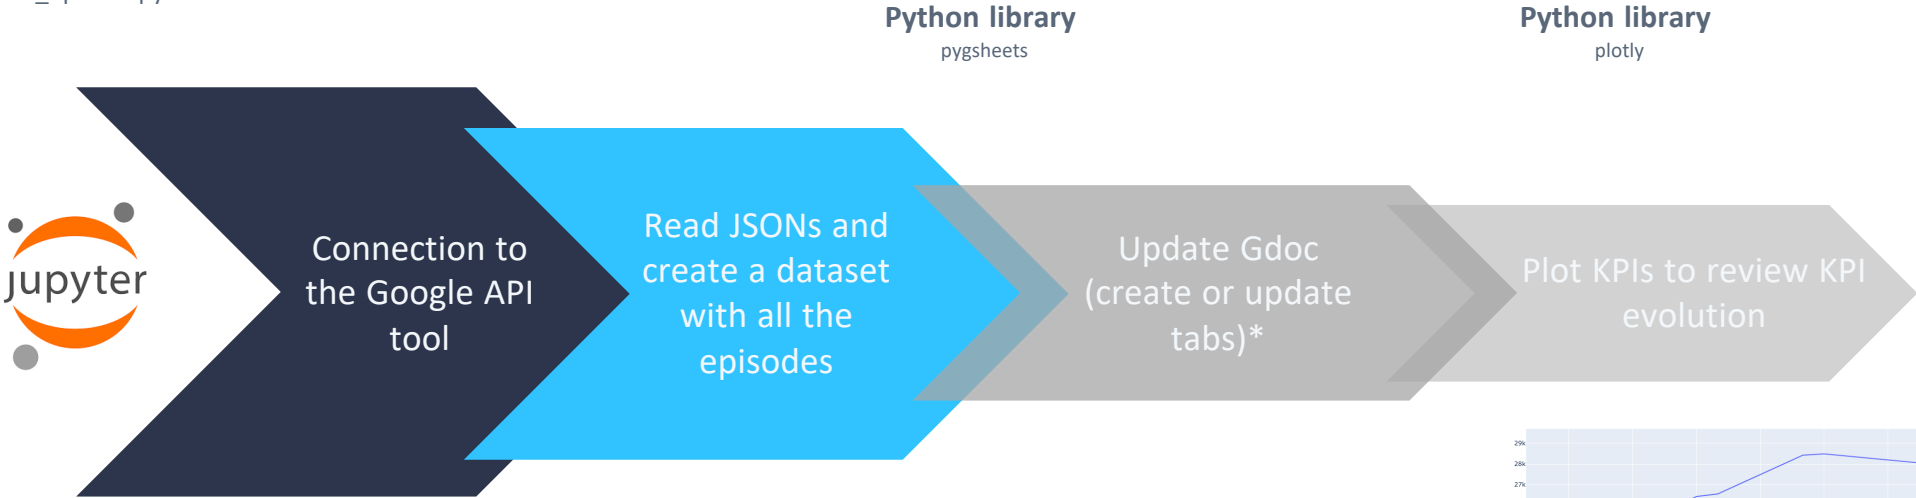 Python library
pygsheets
Python library
plotly
jupyter
Connection to
the Google API
tool
Read JSONs and
create a dataset
with all the
episodes
Update Gdoc
(create or update
tabs)*
Plot KPIs to review KPI
evolution
29k
28k
27k